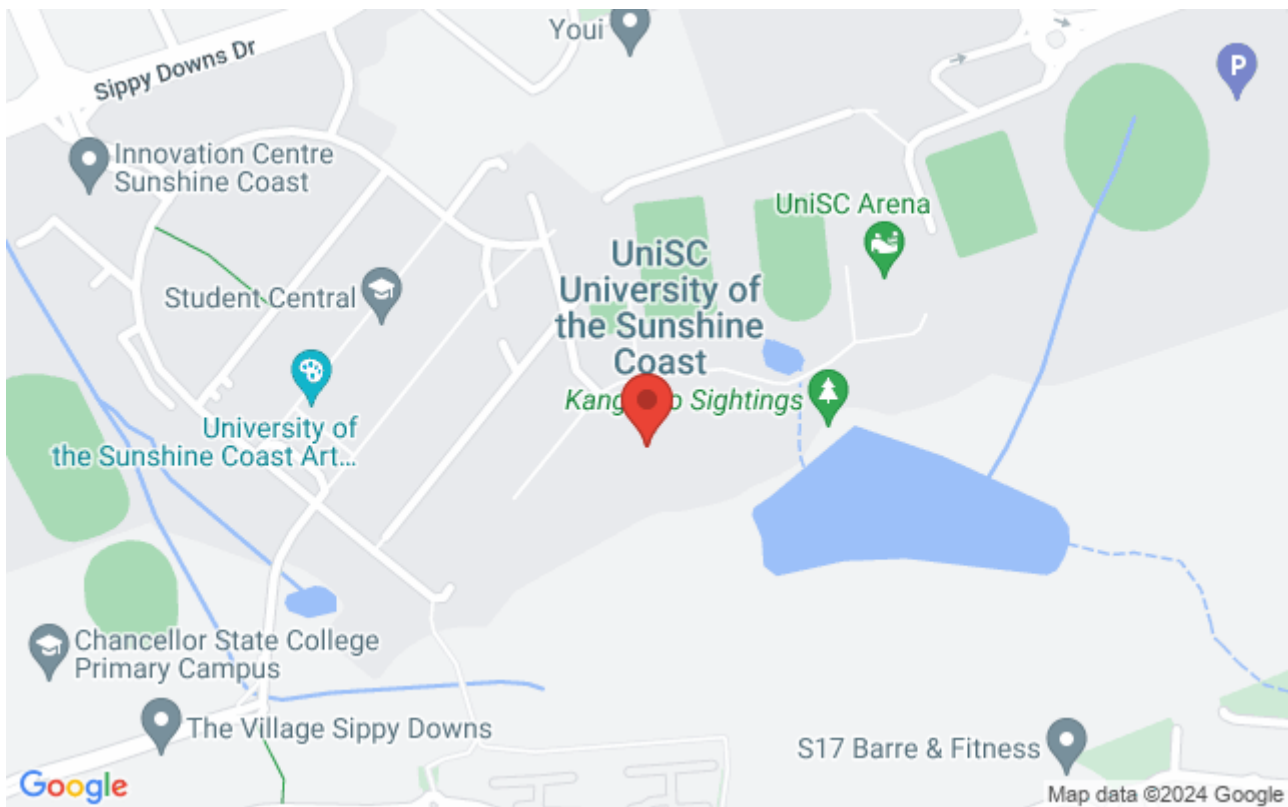 Youi
Sippy Downs Dr
P
Innovation Centre
Sunshine Coast
UniSC Arena
UniSC
University of
the Sunshine
Coast
Student Central
Sightings
University of
the Sunshine Coast Art...
Chancellor State College
Primary Campus
The Village Sippy Downs
S17 Barre & Fitness
Google
Map data ©2024 Google